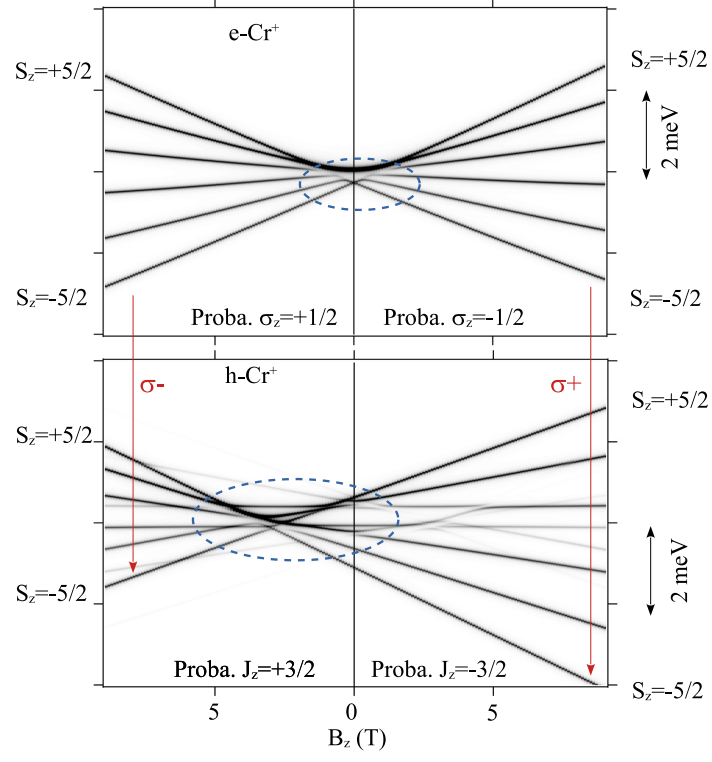 e-Cr⁺
S_z=+5/2
S_z=+5/2
2 meV
S_z=-5/2
S_z=-5/2
Proba. σ_z=+1/2
Proba. σ_z=-1/2
h-Cr⁺
σ-
σ+
S_z=+5/2
S_z=+5/2
2 meV
S_z=-5/2
Proba. J_z=+3/2
Proba. J_z=-3/2
S_z=-5/2
5
0
5
B_z (T)